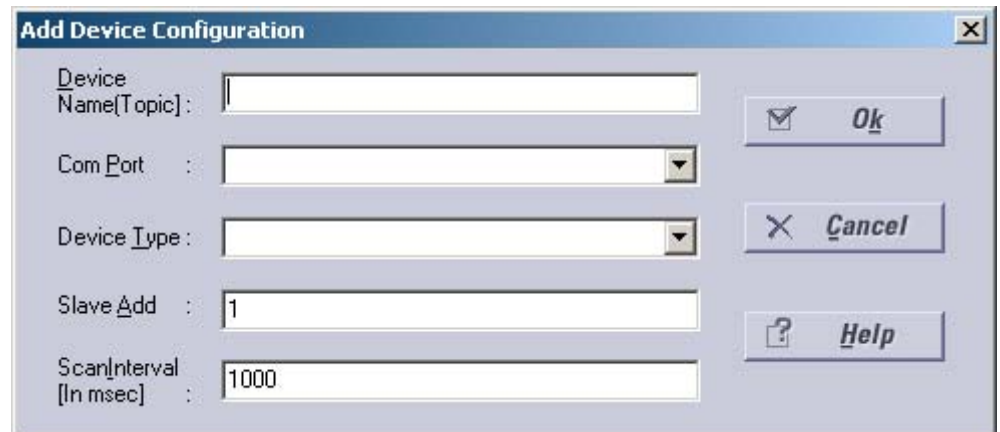 Add Device Configuration
Device
Name[Topic] :
Com Port :
Device Type :
Slave Add : 1
ScanInterval
[In msec] : 1000
Ok
Cancel
Help